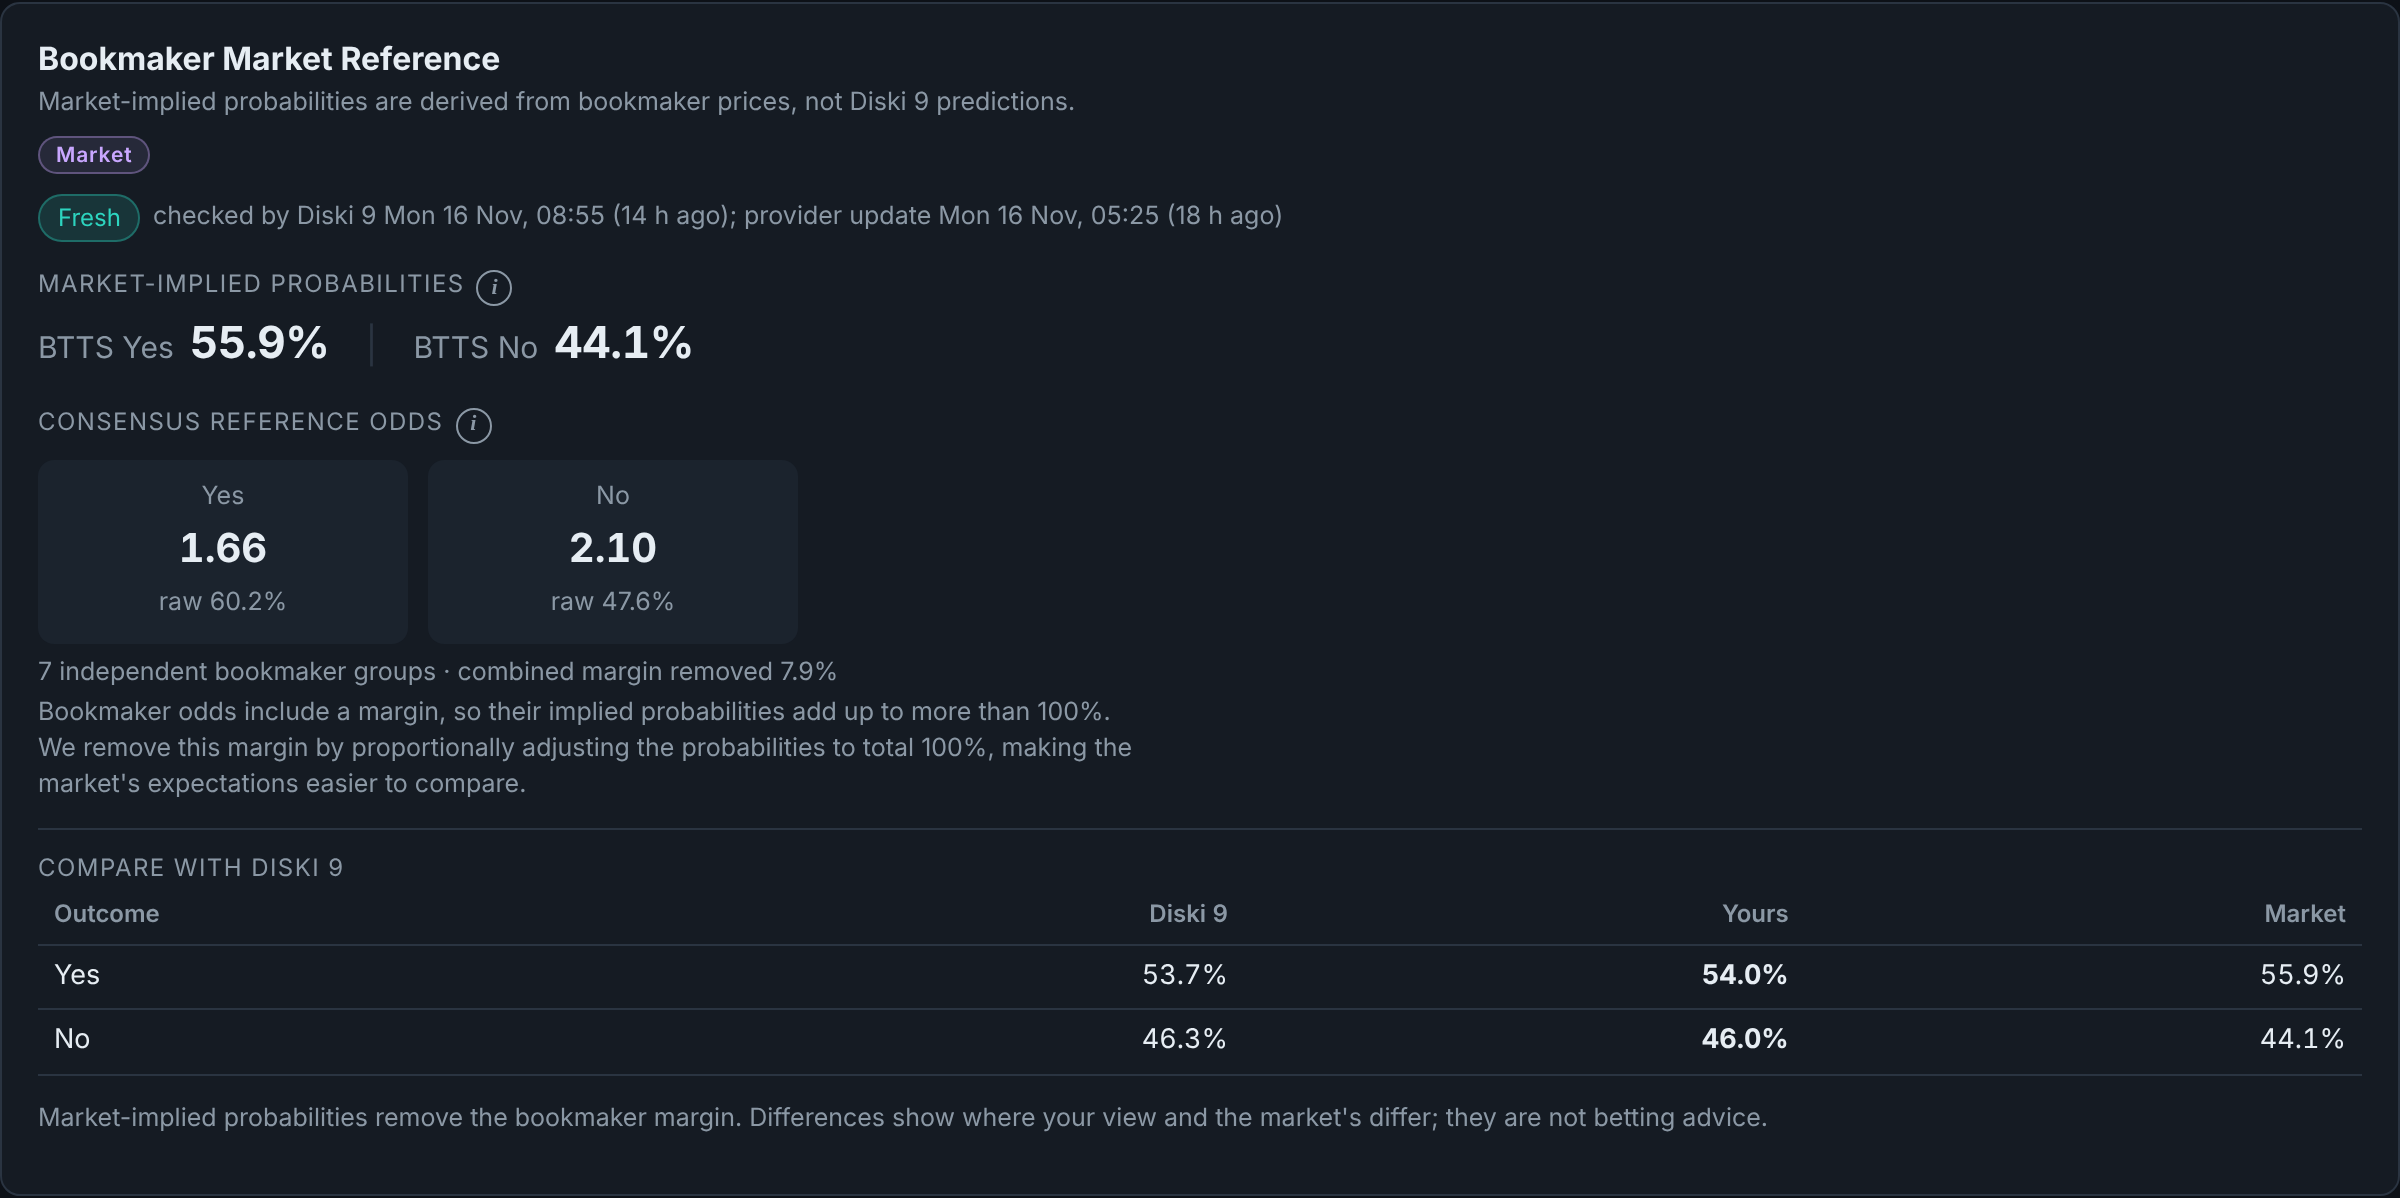 Bookmaker Market Reference
Market-implied probabilities are derived from bookmaker prices, not Diski 9 predictions.
Market
Fresh checked by Diski 9 Mon 16 Nov, 08:55 (14 h ago); provider update Mon 16 Nov, 05:25 (18 h ago)
MARKET-IMPLIED PROBABILITIES i
BTTS Yes 55.9% BTTS No 44.1%
CONSENSUS REFERENCE ODDS i
Yes No
1.66 2.10
raw 60.2% raw 47.6%
7 independent bookmaker groups · combined margin removed 7.9%
Bookmaker odds include a margin, so their implied probabilities add up to more than 100%.
We remove this margin by proportionally adjusting the probabilities to total 100%, making the
market's expectations easier to compare.
COMPARE WITH DISKI 9
Outcome Diski 9 Yours Market
Yes 53.7% 54.0% 55.9%
No 46.3% 46.0% 44.1%
Market-implied probabilities remove the bookmaker margin. Differences show where your view and the market's differ; they are not betting advice.